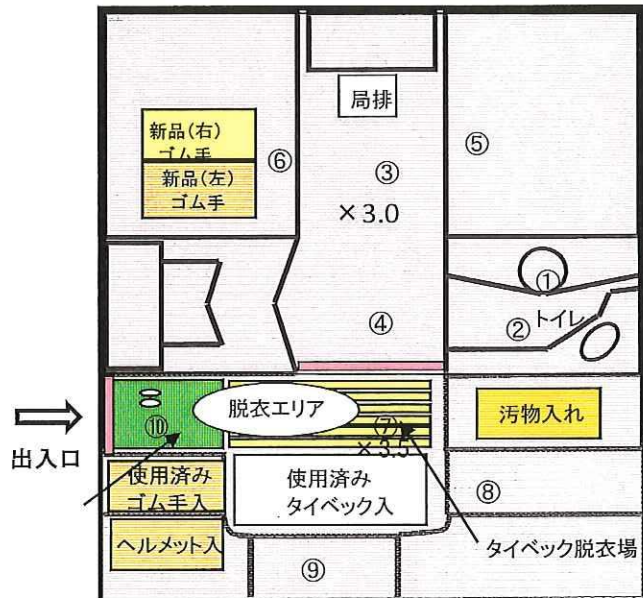 局排
新品(右)
ゴム手
新品(左)
ゴム手
⑥
③
⑤
×3.0
①
④
②
トイレ
出入口
⑩
脱衣エリア
⑦
×3.5
汚物入れ
使用済み
ゴム手入
使用済み
タイベック入
⑧
ヘルメット入
⑨
タイベック脱衣場